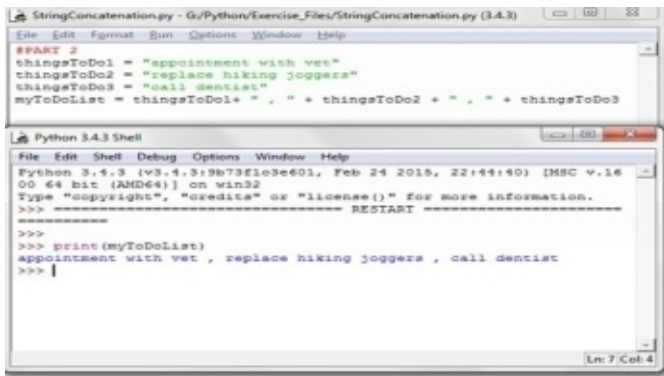 StringConcatenation.py - G:/Python/Exercise_Files/StringConcatenation.py (3.4.3)
File Edit Format Run Options Window Help
#PART 2
thingsToDo1 = "appointment with vet"
thingsToDo2 = "replace hiking joggers"
thingsToDo3 = "call dentist"
myToDoList = thingsToDo1+ " , " + thingsToDo2 + " , " + thingsToDo3
Python 3.4.3 Shell
File Edit Shell Debug Options Window Help
Python 3.4.3 (v3.4.3:9b73f1c3e601, Feb 24 2015, 22:44:40) [MSC v.16
00 64 bit (AMD64)] on win32
Type "copyright", "credits" or "license()" for more information.
>>> ================================ RESTART ======================
==========
>>>
>>> print(myToDoList)
appointment with vet , replace hiking joggers , call dentist
>>>
Ln: 7 Col: 4